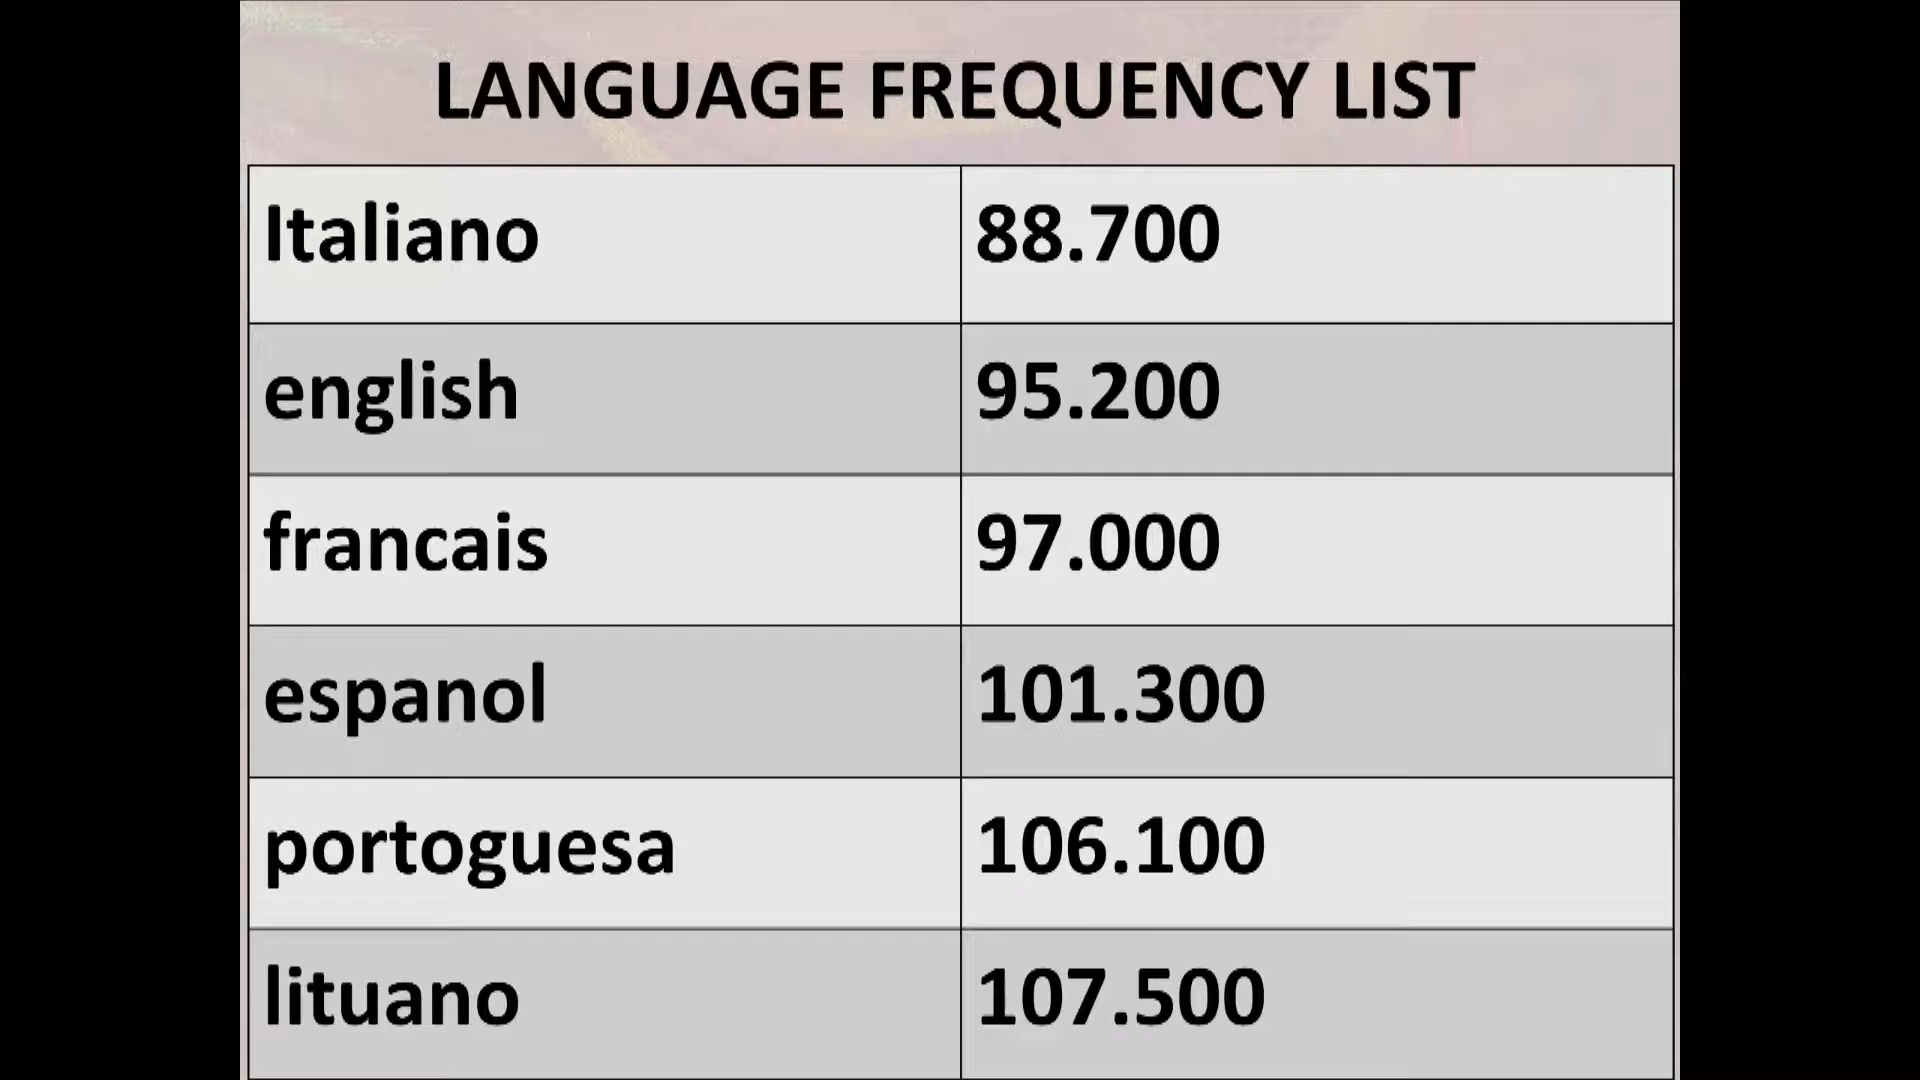 LANGUAGE FREQUENCY LIST
Italiano 88.700
english 95.200
francais 97.000
espanol 101.300
portoguesa 106.100
lituano 107.500